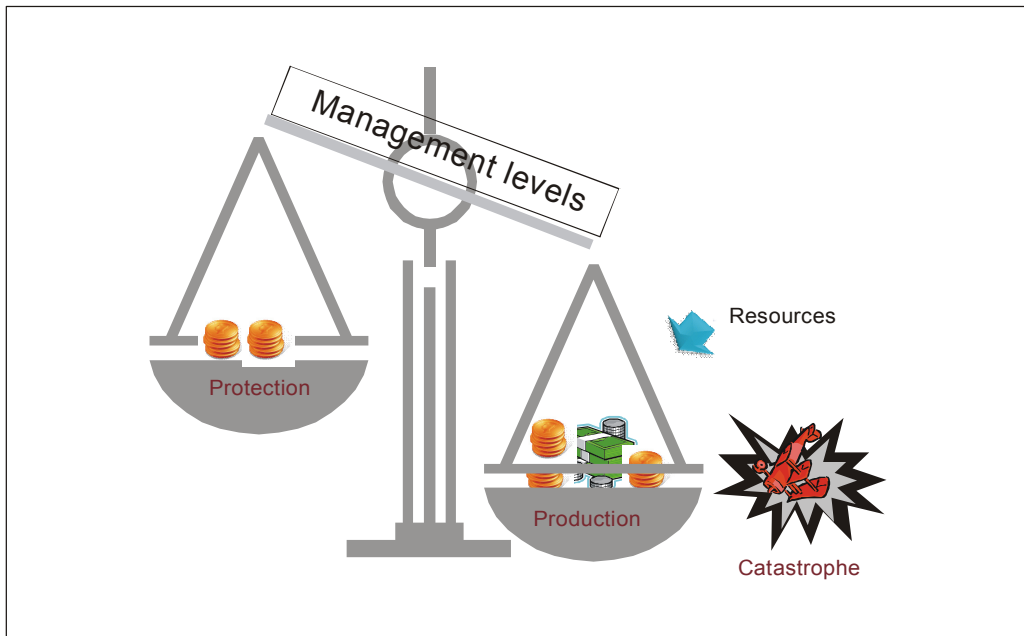 Management levels
Resources
Protection
Production
Catastrophe